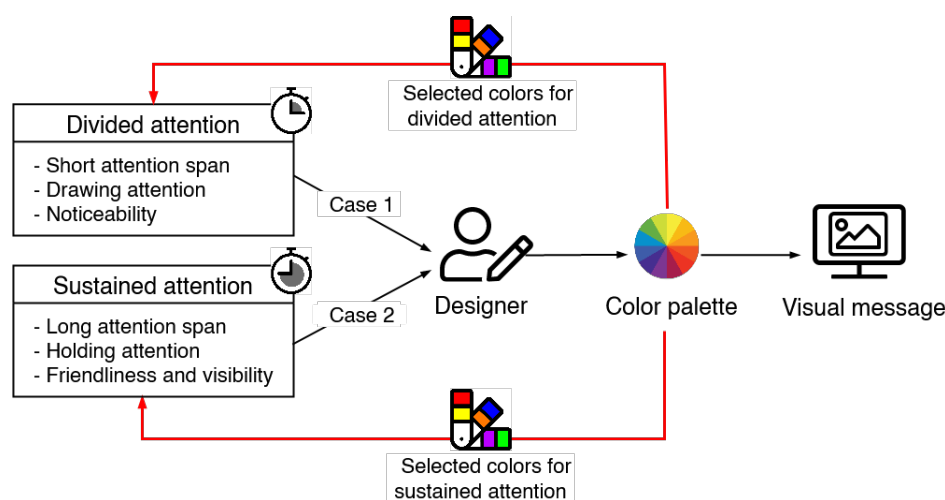 Selected colors for
divided attention
Divided attention
- Short attention span
- Drawing attention
- Noticeability
Case 1
Sustained attention
- Long attention span
- Holding attention
- Friendliness and visibility
Case 2
Designer
Color palette
Visual message
Selected colors for
sustained attention